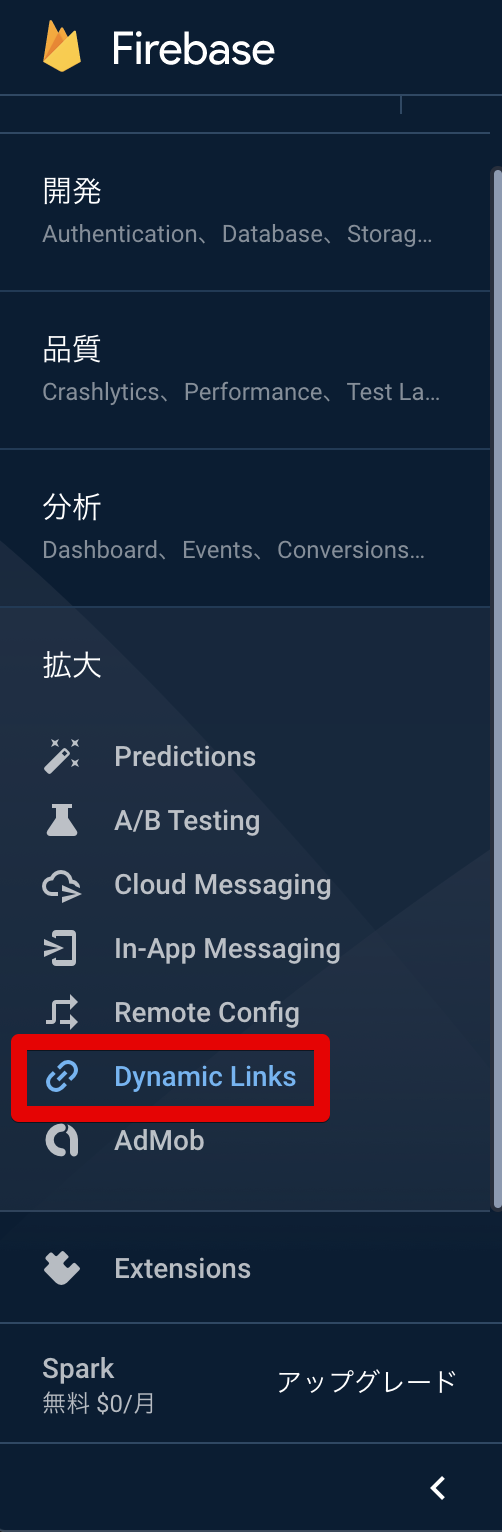 Firebase
開発
Authentication、Database、Storag…
品質
Crashlytics、Performance、Test La…
分析
Dashboard、Events、Conversions…
拡大
Predictions
A/B Testing
Cloud Messaging
In-App Messaging
Remote Config
Dynamic Links
AdMob
Extensions
Spark
無料 $0/月
アップグレード